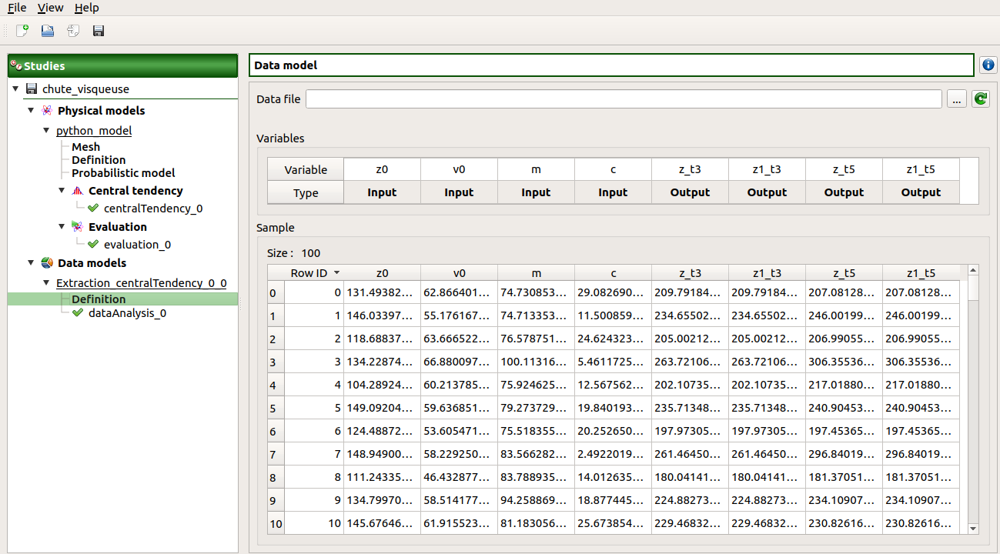 File View Help
Studies
chute_visqueuse
Physical models
python_model
Mesh
Definition
Probabilistic model
Central tendency
centralTendency_0
Evaluation
evaluation_0
Data models
Extraction_centralTendency_0_0
Definition
dataAnalysis_0
Data model
Data file ...
Variables
Variable z0 v0 m c z_t3 z1_t3 z_t5 z1_t5
Type Input Input Input Input Output Output Output Output
Sample
Size : 100
Row ID z0 v0 m c z_t3 z1_t3 z_t5 z1_t5
0 0 131.49382... 62.866401... 74.730853... 29.082690... 209.79184... 209.79184... 207.08128... 207.08128...
1 1 146.03397... 55.176167... 74.713353... 11.500859... 234.65502... 234.65502... 246.00199... 246.00199...
2 2 118.68837... 63.666522... 76.578751... 24.624323... 205.00212... 205.00212... 206.99055... 206.99055...
3 3 134.22874... 66.880097... 100.11316... 5.4611725... 263.72106... 263.72106... 306.35536... 306.35536...
4 4 104.28924... 60.213785... 75.924625... 12.567562... 202.10735... 202.10735... 217.01880... 217.01880...
5 5 149.09204... 59.636851... 79.273729... 19.840193... 235.71348... 235.71348... 240.90453... 240.90453...
6 6 124.48872... 53.605471... 75.518355... 20.252650... 197.97305... 197.97305... 197.45365... 197.45365...
7 7 148.94900... 58.229250... 83.566282... 2.4922019... 261.46450... 261.46450... 296.84019... 296.84019...
8 8 111.24335... 46.432877... 83.788935... 14.012635... 180.04141... 180.04141... 181.37051... 181.37051...
9 9 134.79970... 58.514177... 94.258869... 18.877445... 224.88273... 224.88273... 234.10907... 234.10907...
10 10 145.67646... 61.915523... 81.183056... 25.673854... 229.46832... 229.46832... 230.82616... 230.82616...